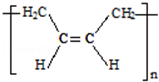 H₂C CH₂
C=C
H H
n